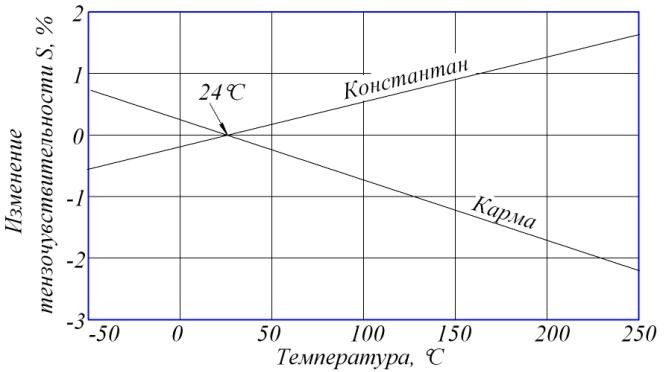 Изменение
тензочувствительности S, %
2
1
0
-1
-2
-3
24°C
Константан
Карма
-50 0 50 100 150 200 250
Температура, °C